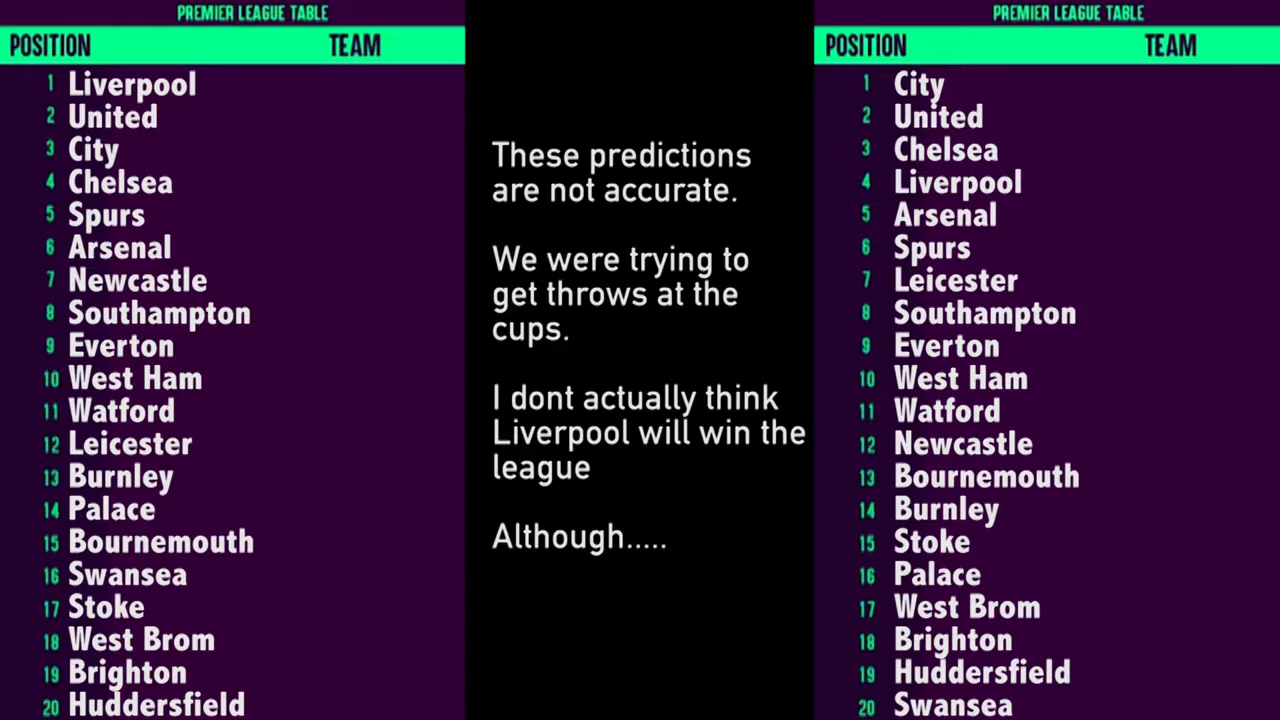 PREMIER LEAGUE TABLE
POSITION TEAM
1 Liverpool
2 United
3 City
4 Chelsea
5 Spurs
6 Arsenal
7 Newcastle
8 Southampton
9 Everton
10 West Ham
11 Watford
12 Leicester
13 Burnley
14 Palace
15 Bournemouth
16 Swansea
17 Stoke
18 West Brom
19 Brighton
20 Huddersfield
These predictions
are not accurate.
We were trying to
get throws at the
cups.
I dont actually think
Liverpool will win the
league
Although.....
PREMIER LEAGUE TABLE
POSITION TEAM
1 City
2 United
3 Chelsea
4 Liverpool
5 Arsenal
6 Spurs
7 Leicester
8 Southampton
9 Everton
10 West Ham
11 Watford
12 Newcastle
13 Bournemouth
14 Burnley
15 Stoke
16 Palace
17 West Brom
18 Brighton
19 Huddersfield
20 Swansea